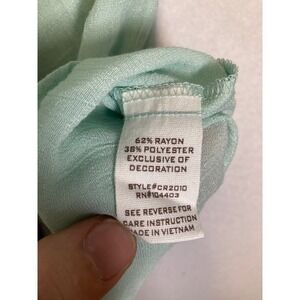 62% RAYON
38% POLYESTER
EXCLUSIVE OF
DECORATION
STYLE#CR2010
RN#104403
SEE REVERSE FOR
CARE INSTRUCTION
MADE IN VIETNAM